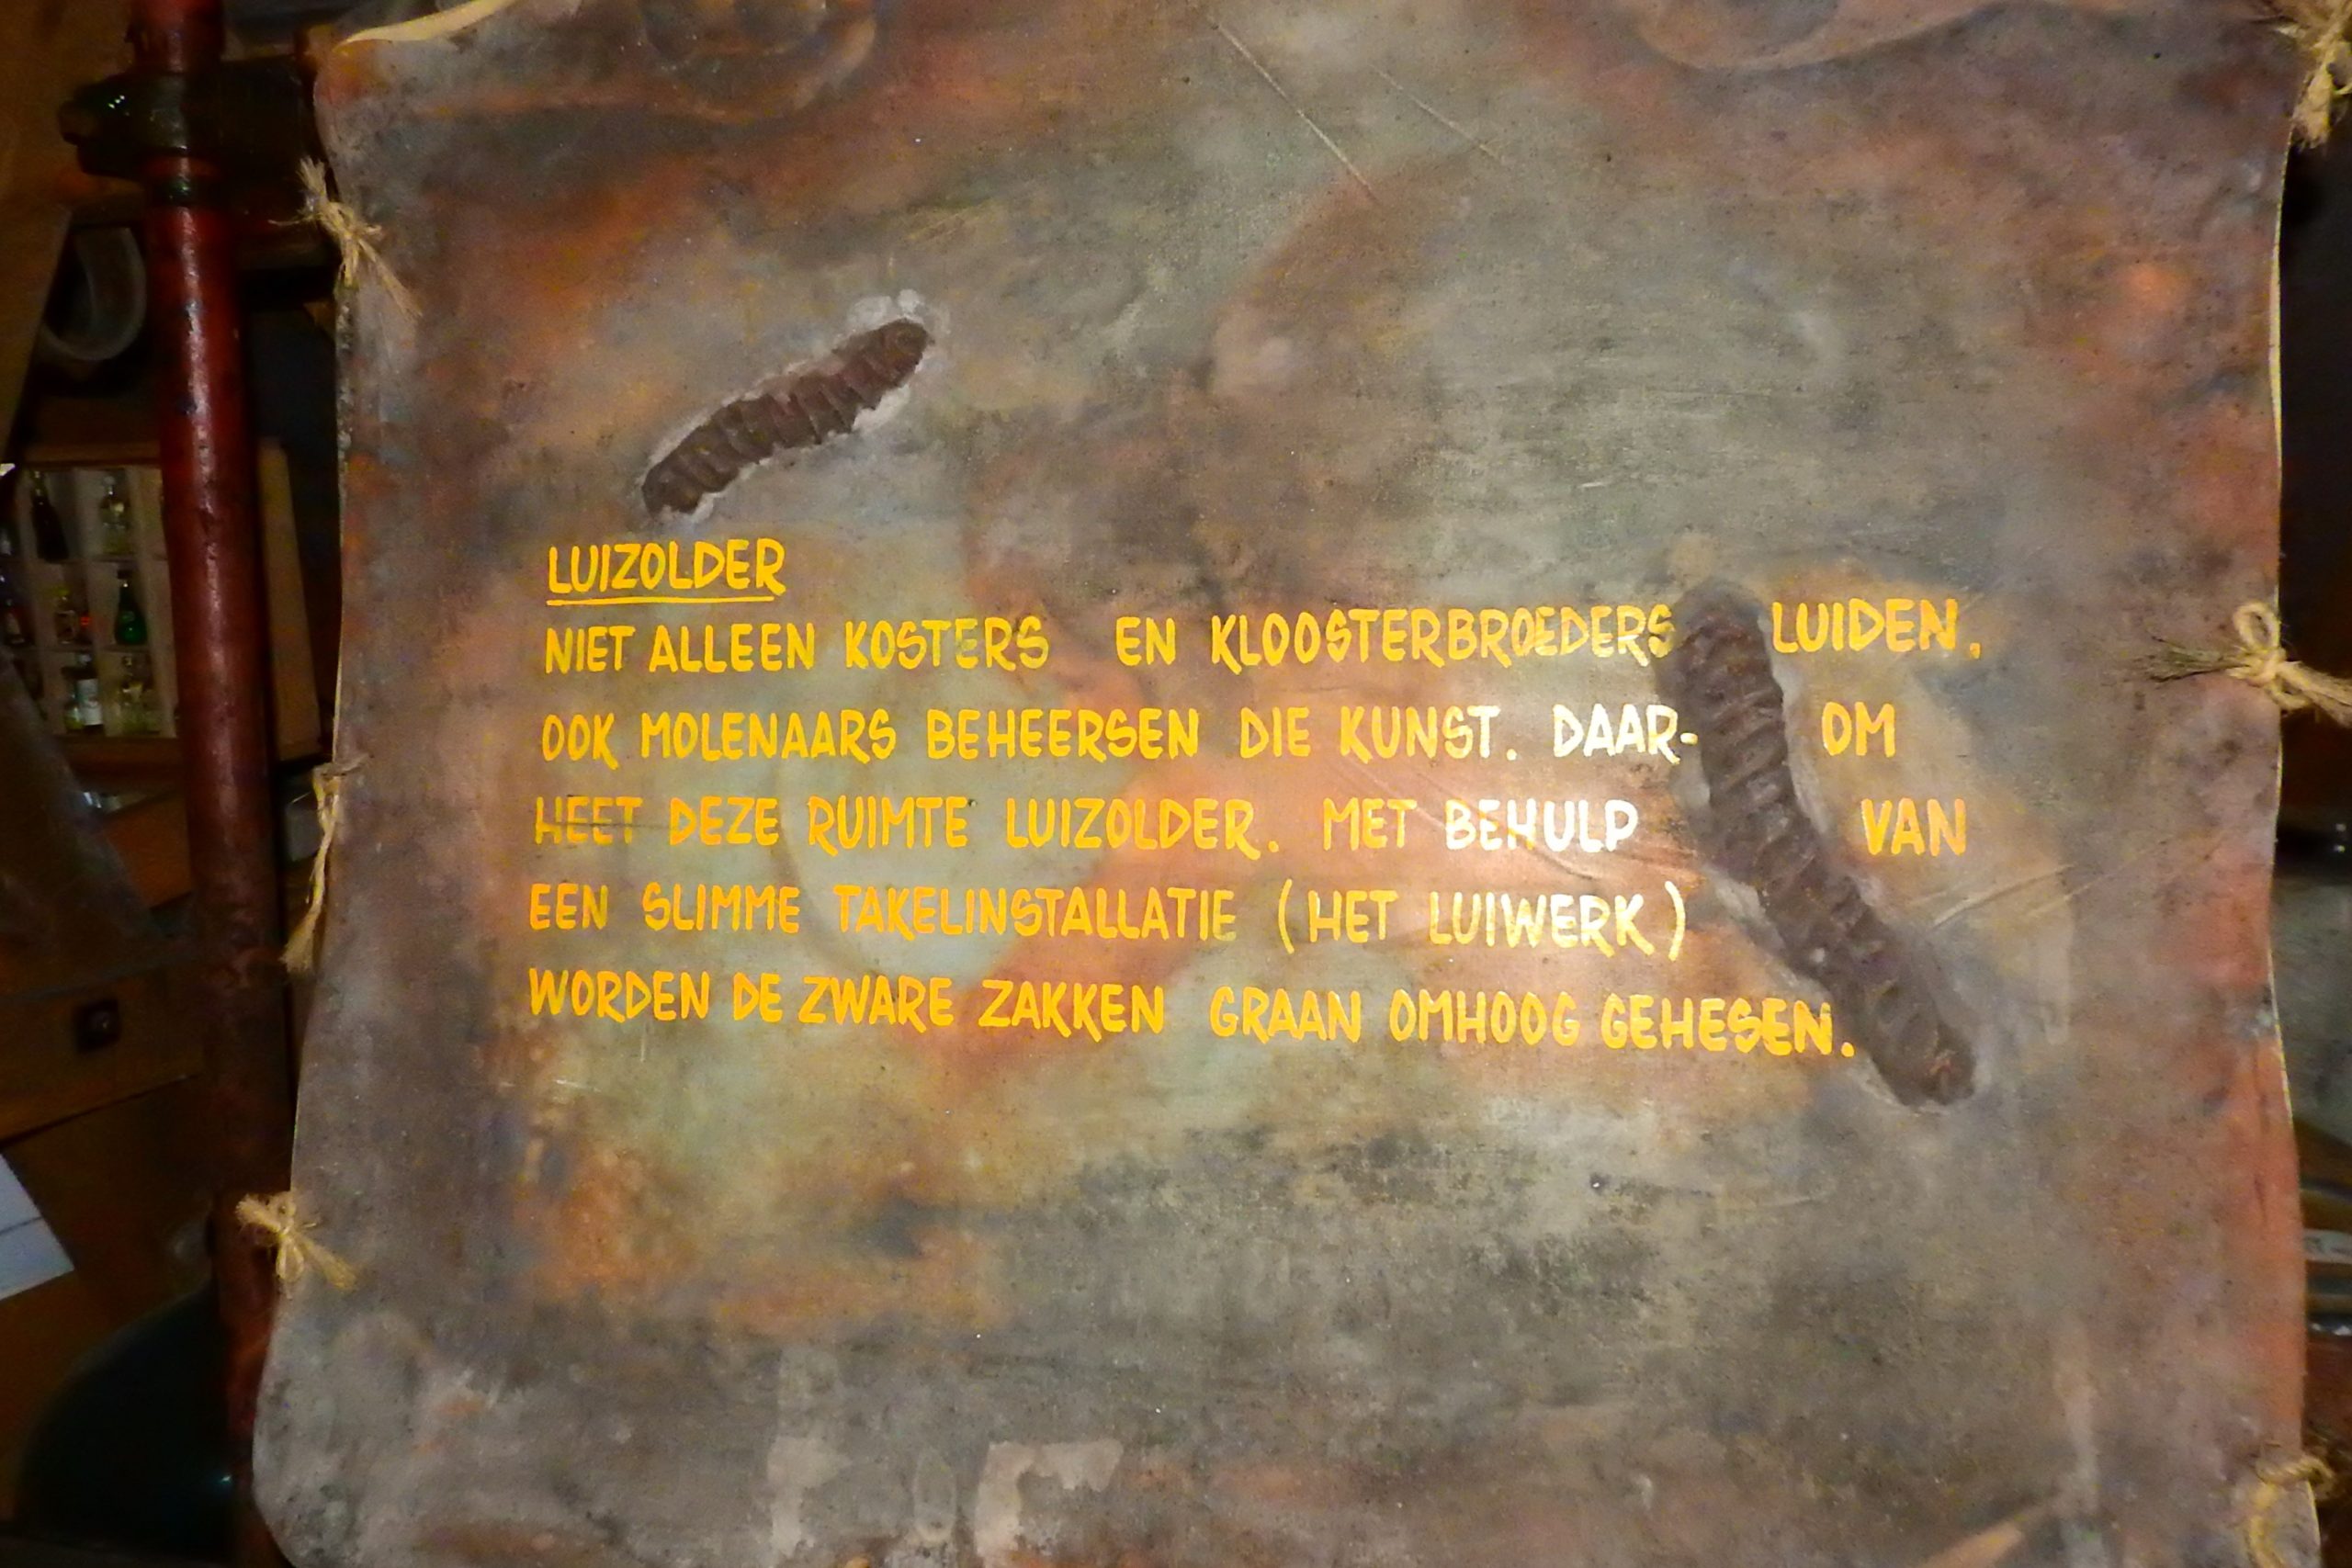 LUIZOLDER
NIET ALLEEN KOSTERS EN KLOOSTERBROEDERS LUIDEN.
OOK MOLENAARS BEHEERSEN DIE KUNST. DAAR- OM
HEET DEZE RUIMTE LUIZOLDER. MET BEHULP VAN
EEN SLIMME TAKELINSTALLATIE (HET LUIWERK)
WORDEN DE ZWARE ZAKKEN GRAAN OMHOOG GEHESEN.